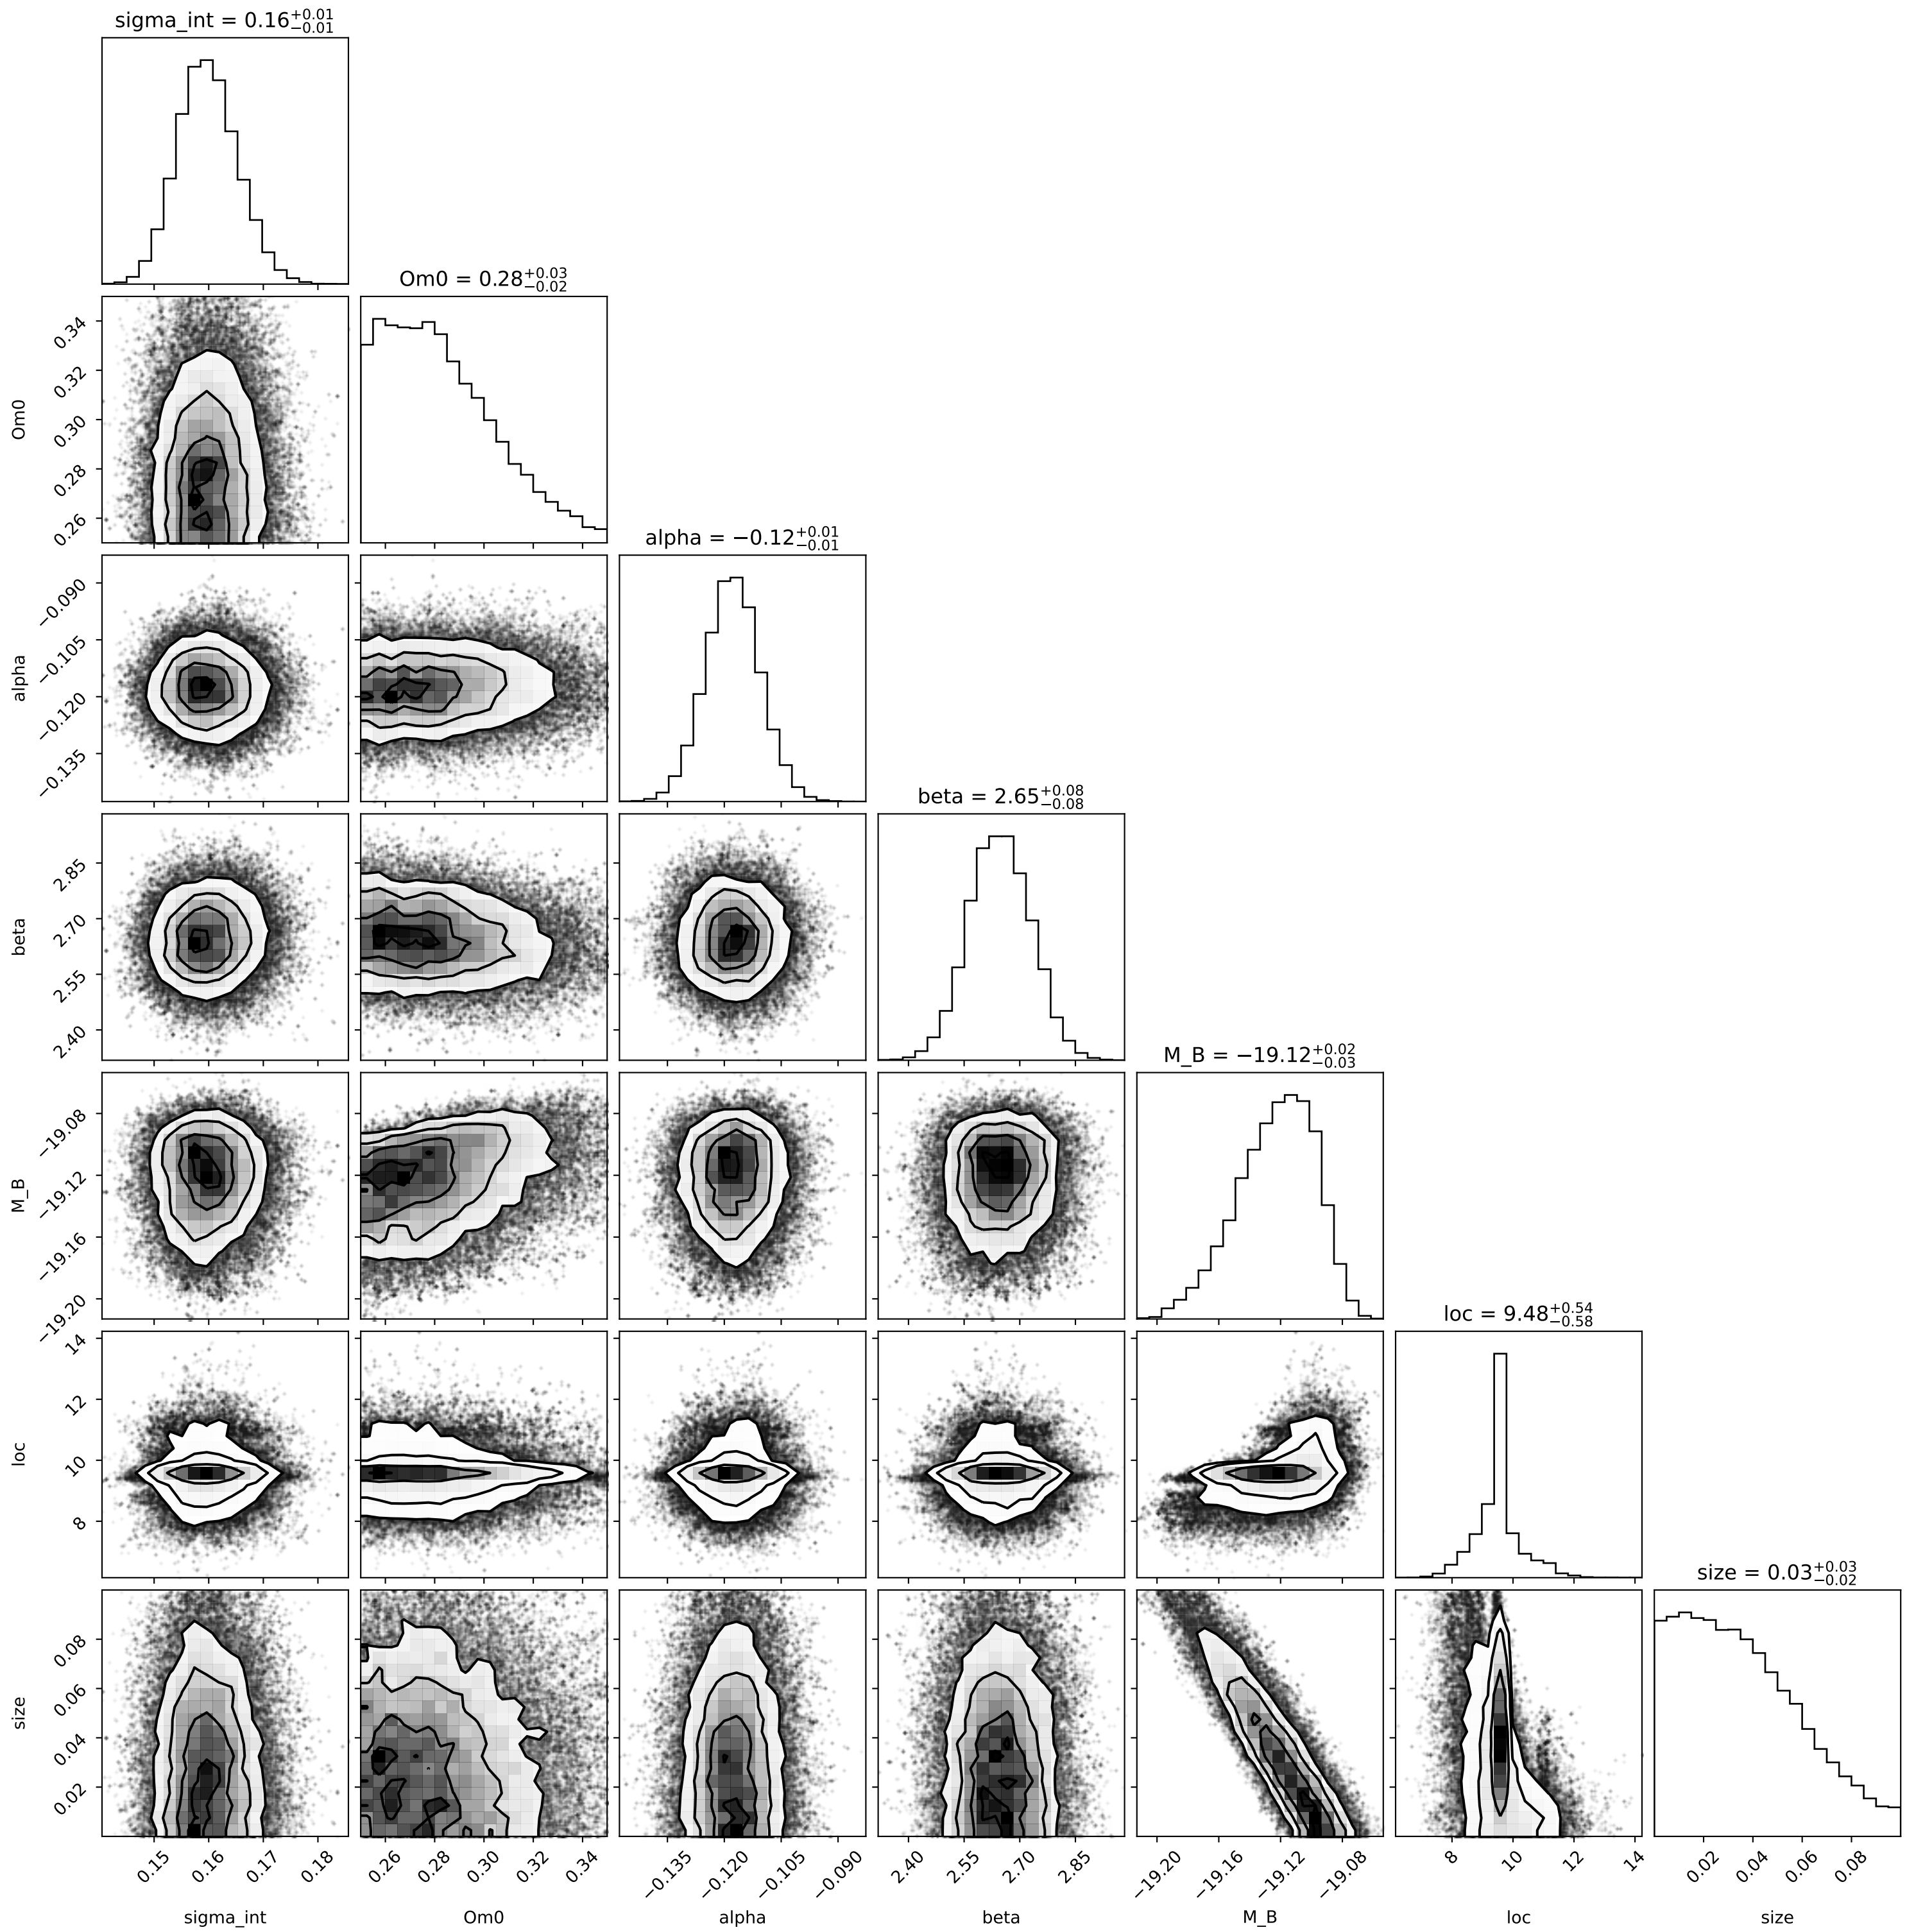 sigma_int = 0.16+0.01 −0.01
Om0 = 0.28+0.03 −0.02
0.34
0.32
0.30
0.28
0.26
Om0
alpha = −0.12+0.01 −0.01
−0.090
−0.105
−0.120
−0.135
alpha
beta = 2.65+0.08 −0.08
2.85
2.70
2.55
2.40
beta
M_B = −19.12+0.02 −0.03
−19.08
−19.12
−19.16
−19.20
M_B
loc = 9.48+0.54 −0.58
14
12
10
8
loc
size = 0.03+0.03 −0.02
0.08
0.06
0.04
0.02
size
0.15 0.16 0.17 0.18 0.26 0.28 0.30 0.32 0.34 −0.135 −0.120 −0.105 −0.090 2.40 2.55 2.70 2.85 −19.20 −19.16 −19.12 −19.08 8 10 12 14 0.02 0.04 0.06 0.08
sigma_int Om0 alpha beta M_B loc size